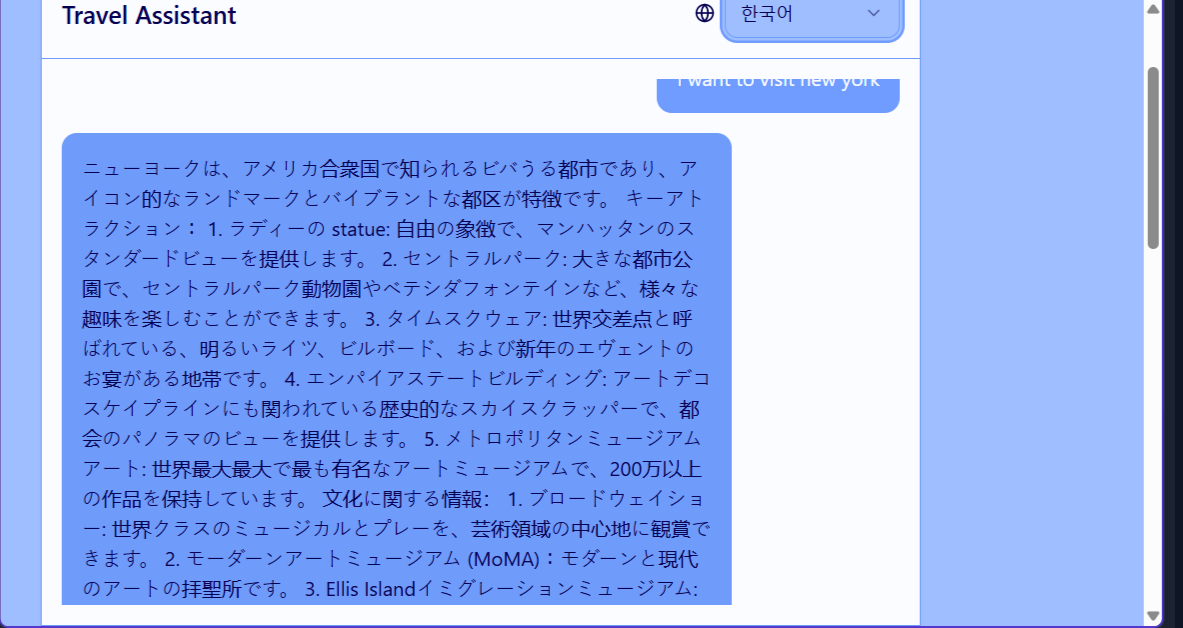 Travel Assistant
한국어
I want to visit new york
ニューヨークは、アメリカ合衆国で知られるビバうる都市であり、ア
イコン的なランドマークとバイブラントな都区が特徴です。 キーアト
ラクション： 1. ラディーの statue: 自由の象徴で、マンハッタンのス
タンダードビューを提供します。 2. セントラルパーク: 大きな都市公
園で、セントラルパーク動物園やベテシダフォンテインなど、様々な
趣味を楽しむことができます。 3. タイムスクウェア: 世界交差点と呼
ばれている、明るいライツ、ビルボード、および新年のエヴェントの
お宴がある地帯です。 4. エンパイアステートビルディング: アートデコ
スケイプラインにも関われている歴史的なスカイスクラッパーで、都
会のパノラマのビューを提供します。 5. メトロポリタンミュージアム
アート: 世界最大最大で最も有名なアートミュージアムで、200万以上
の作品を保持しています。 文化に関する情報： 1. ブロードウェイショ
ー: 世界クラスのミュージカルとプレーを、芸術領域の中心地に観賞で
きます。 2. モーダーンアートミュージアム (MoMA)：モダーンと現代
のアートの拝聖所です。 3. Ellis Islandイミグレーションミュージアム: